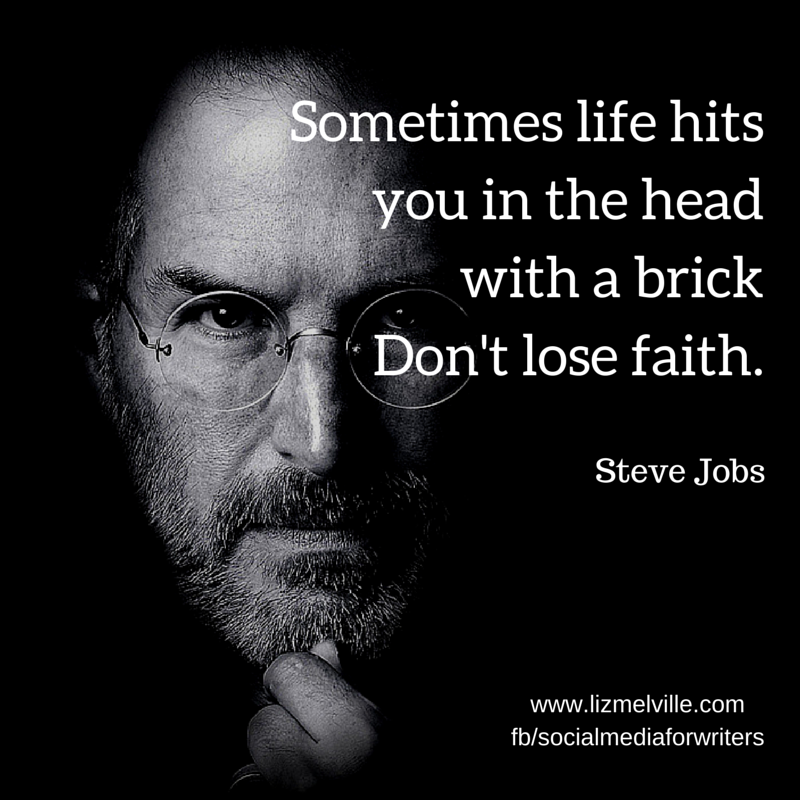 Sometimes life hits
you in the head
with a brick
Don't lose faith.
Steve Jobs
www.lizmelville.com
fb/socialmediaforwriters